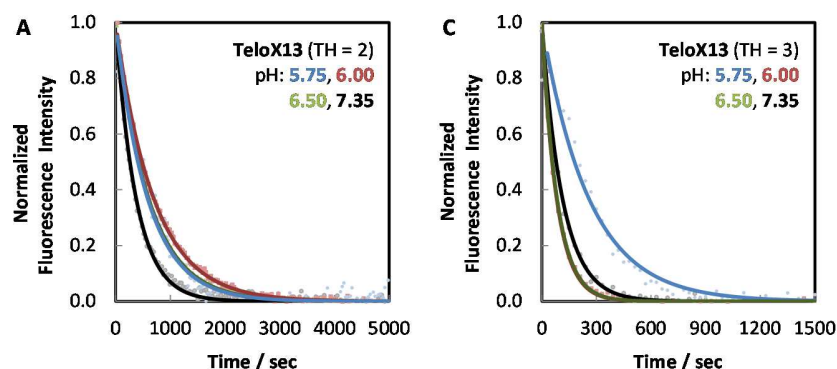 A
TeloX13 (TH = 2)
pH: 5.75, 6.00
6.50, 7.35
Normalized
Fluorescence Intensity
1.0
0.8
0.6
0.4
0.2
0.0
0 1000 2000 3000 4000 5000
Time / sec
C
TeloX13 (TH = 3)
pH: 5.75, 6.00
6.50, 7.35
Normalized
Fluorescence Intensity
1.0
0.8
0.6
0.4
0.2
0.0
0 300 600 900 1200 1500
Time / sec